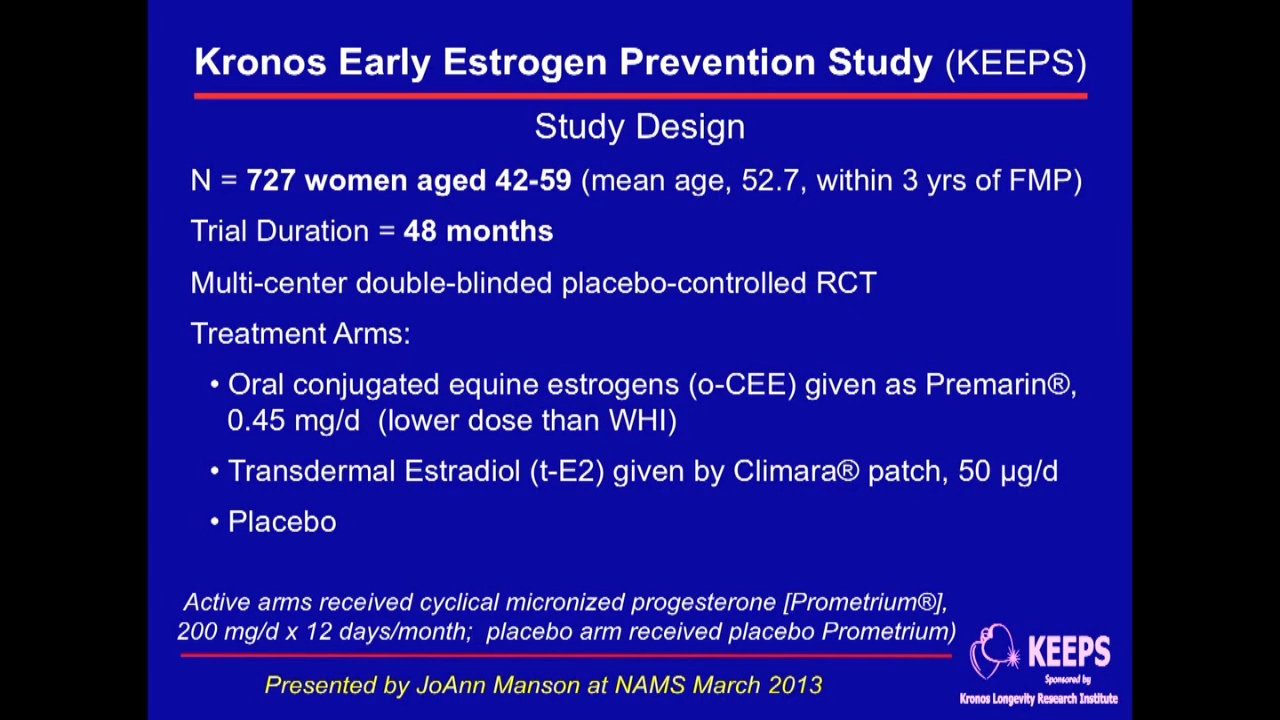 Kronos Early Estrogen Prevention Study (KEEPS)
Study Design
N = 727 women aged 42-59 (mean age, 52.7, within 3 yrs of FMP)
Trial Duration = 48 months
Multi-center double-blinded placebo-controlled RCT
Treatment Arms:
• Oral conjugated equine estrogens (o-CEE) given as Premarin®,
0.45 mg/d (lower dose than WHI)
• Transdermal Estradiol (t-E2) given by Climara® patch, 50 µg/d
• Placebo
Active arms received cyclical micronized progesterone [Prometrium®],
200 mg/d x 12 days/month; placebo arm received placebo Prometrium)
Presented by JoAnn Manson at NAMS March 2013
KEEPS
Sponsored by
Kronos Longevity Research Institute